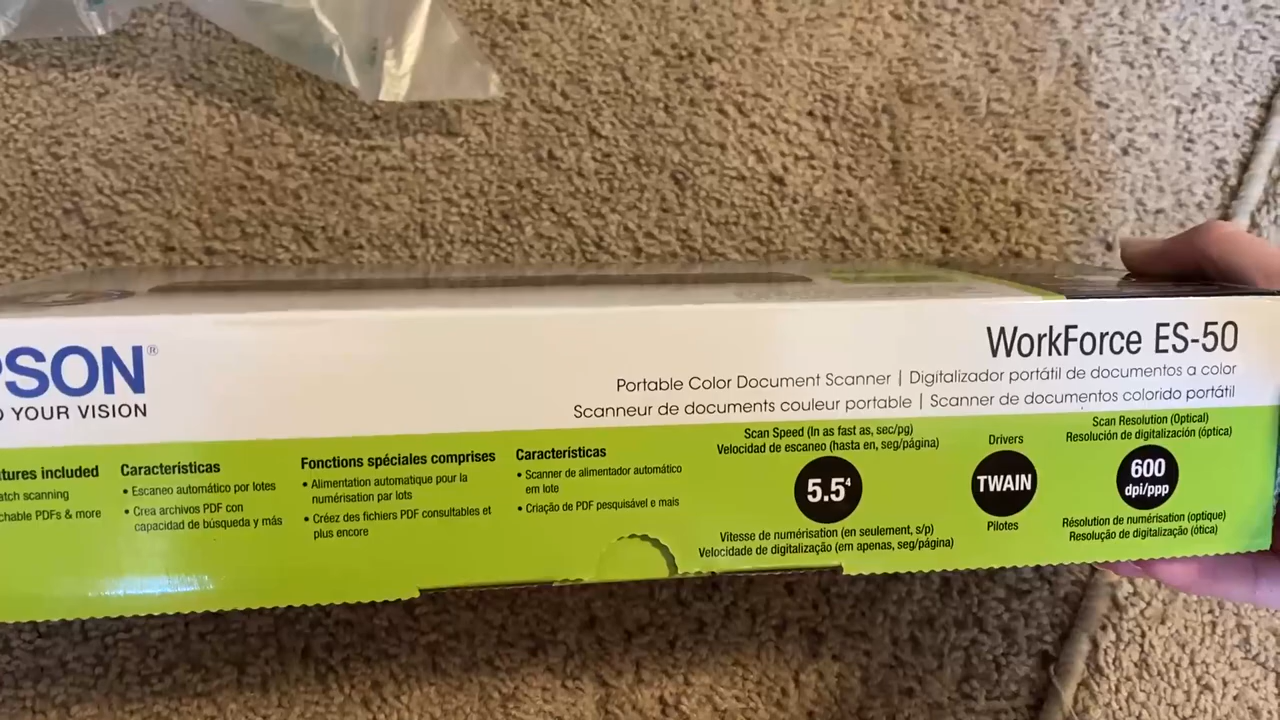 PSON®
YOUR VISION
WorkForce ES-50
Portable Color Document Scanner | Digitalizador portátil de documentos a color
Scanneur de documents couleur portable | Scanner de documentos colorido portátil
tures included
atch scanning
chable PDFs & more
Características
• Escaneo automático por lotes
• Crea archivos PDF con
capacidad de búsqueda y más
Fonctions spéciales comprises
• Alimentation automatique pour la
numérisation par lots
• Créez des fichiers PDF consultables et
plus encore
Características
• Scanner de alimentador automático
em lote
• Criação de PDF pesquisável e mais
Scan Speed (In as fast as, sec/pg)
Velocidad de escaneo (hasta en, seg/página)
5.5⁴
Vitesse de numérisation (en seulement, s/p)
Velocidade de digitalização (em apenas, seg/página)
Drivers
TWAIN
Pilotes
Scan Resolution (Optical)
Resolución de digitalización (óptica)
600
dpi/ppp
Résolution de numérisation (optique)
Resolução de digitalização (ótica)